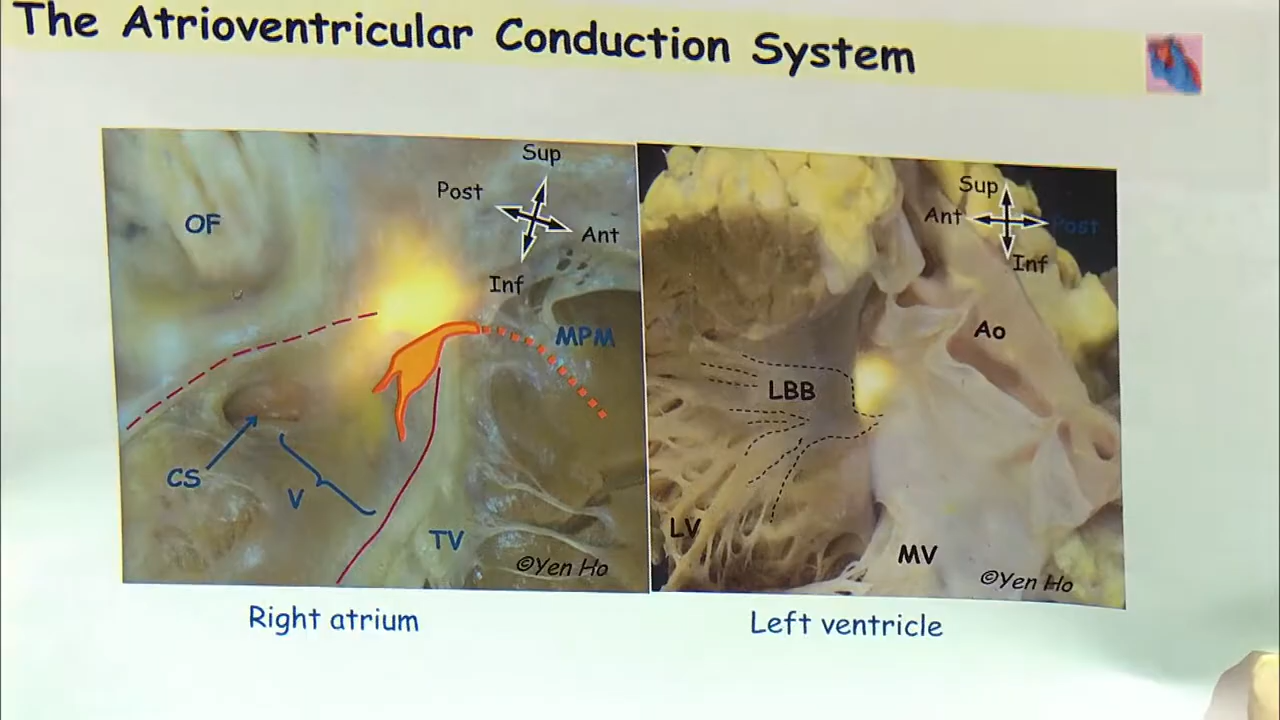 The Atrioventricular Conduction System
OF
Sup
Post
Ant
Inf
MPM
CS
V
TV
©Yen Ho
Sup
Ant
Post
Inf
Ao
LBB
LV
MV
©Yen Ho
Right atrium
Left ventricle